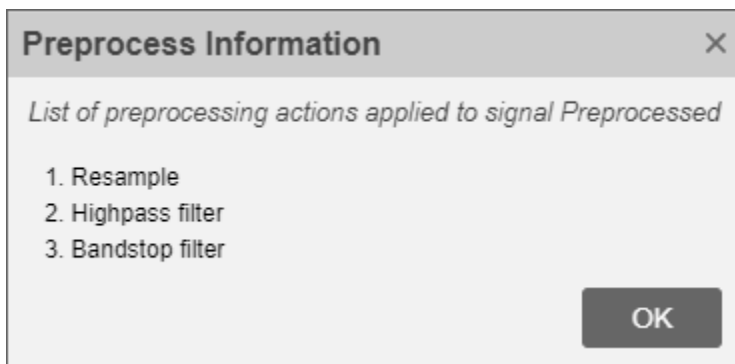 Preprocess Information ×
List of preprocessing actions applied to signal Preprocessed
1. Resample
2. Highpass filter
3. Bandstop filter
OK